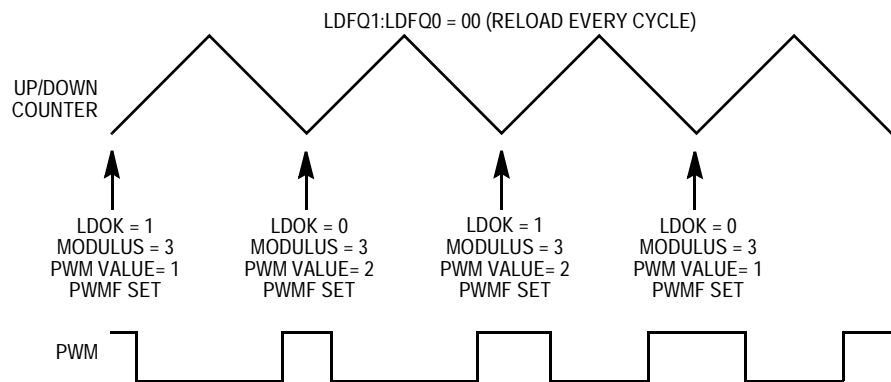 LDFQ1:LDFQ0 = 00 (RELOAD EVERY CYCLE)
UP/DOWN
COUNTER
LDOK = 1
MODULUS = 3
PWM VALUE= 1
PWMF SET
LDOK = 0
MODULUS = 3
PWM VALUE= 2
PWMF SET
LDOK = 1
MODULUS = 3
PWM VALUE= 2
PWMF SET
LDOK = 0
MODULUS = 3
PWM VALUE= 1
PWMF SET
PWM